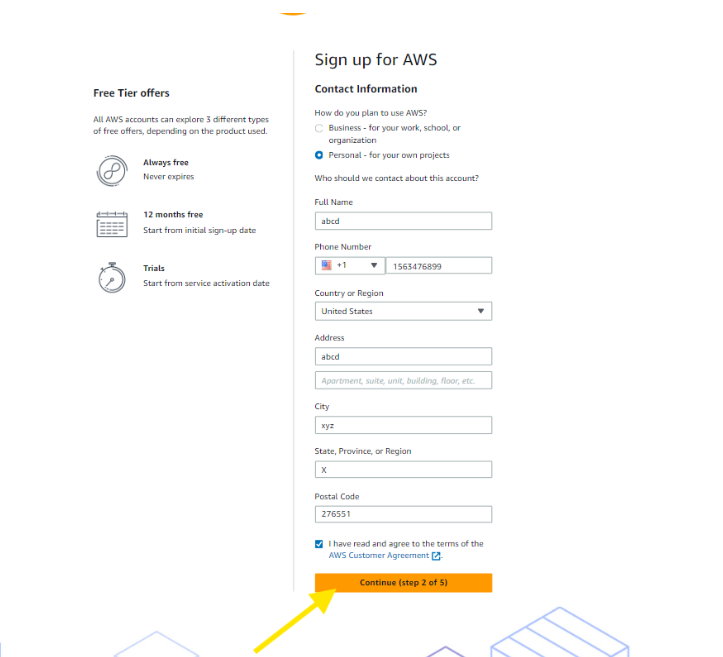 Free Tier offers
All AWS accounts can explore 3 different types
of free offers, depending on the product used.
Always free
Never expires
12 months free
Start from initial sign-up date
Trials
Start from service activation date
Sign up for AWS
Contact Information
How do you plan to use AWS?
Business - for your work, school, or
organization
Personal - for your own projects
Who should we contact about this account?
Full Name
abcd
Phone Number
+1 1563476899
Country or Region
United States
Address
abcd
Apartment, suite, unit, building, floor, etc.
City
xyz
State, Province, or Region
X
Postal Code
276551
I have read and agree to the terms of the
AWS Customer Agreement.
Continue (step 2 of 5)